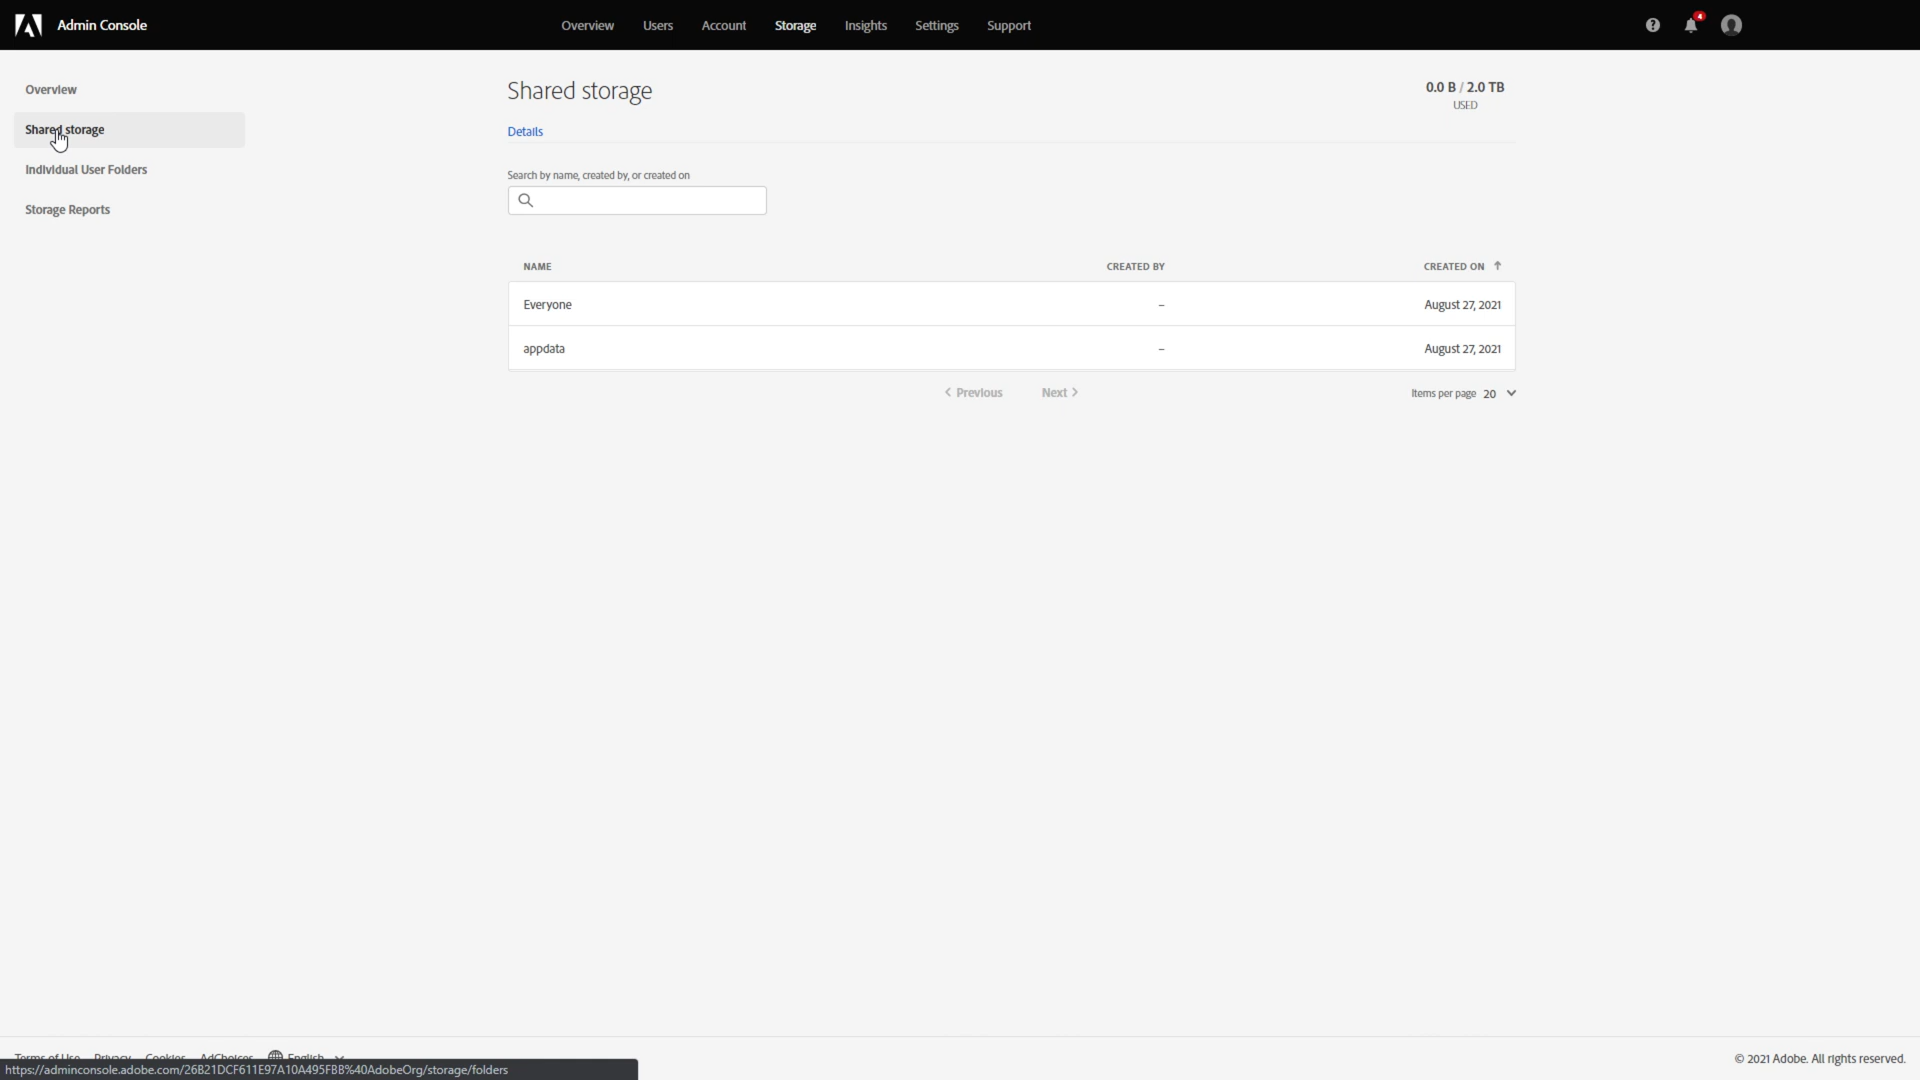 Admin Console
Overview Users Account Storage Insights Settings Support
4
Overview
Shared storage
Individual User Folders
Storage Reports
Shared storage
0.0 B / 2.0 TB
USED
Details
Search by name, created by, or created on
NAME CREATED BY CREATED ON
Everyone – August 27, 2021
appdata – August 27, 2021
Previous Next
Items per page 20
Terms of Use Privacy Cookies AdChoices English
© 2021 Adobe. All rights reserved.
https://adminconsole.adobe.com/26B21DCF611E97A10A495FBB%40AdobeOrg/storage/folders